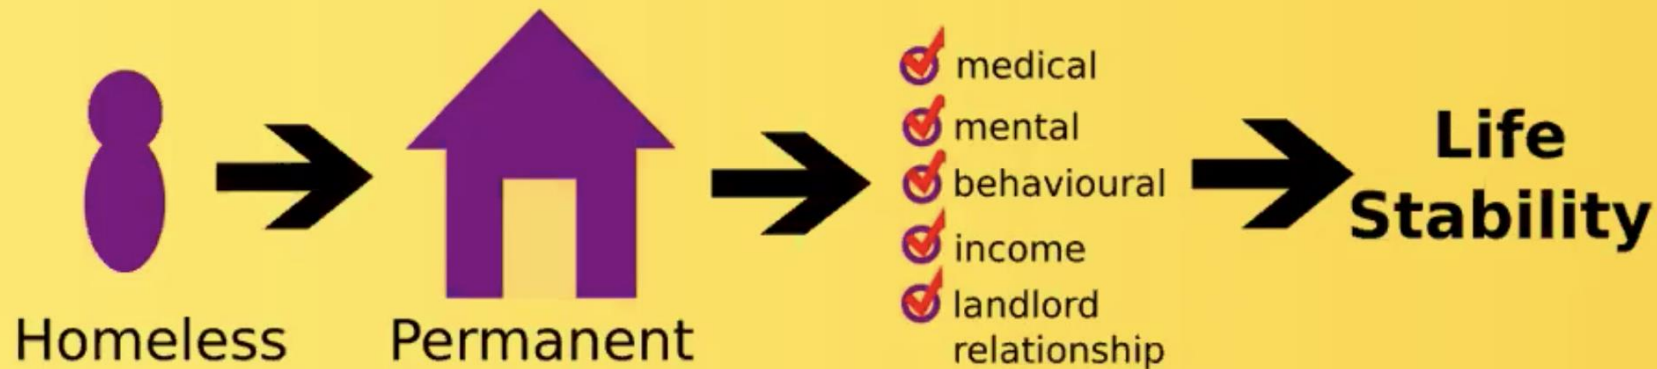 Homeless
Permanent
medical
mental
behavioural
income
landlord
relationship
Life
Stability